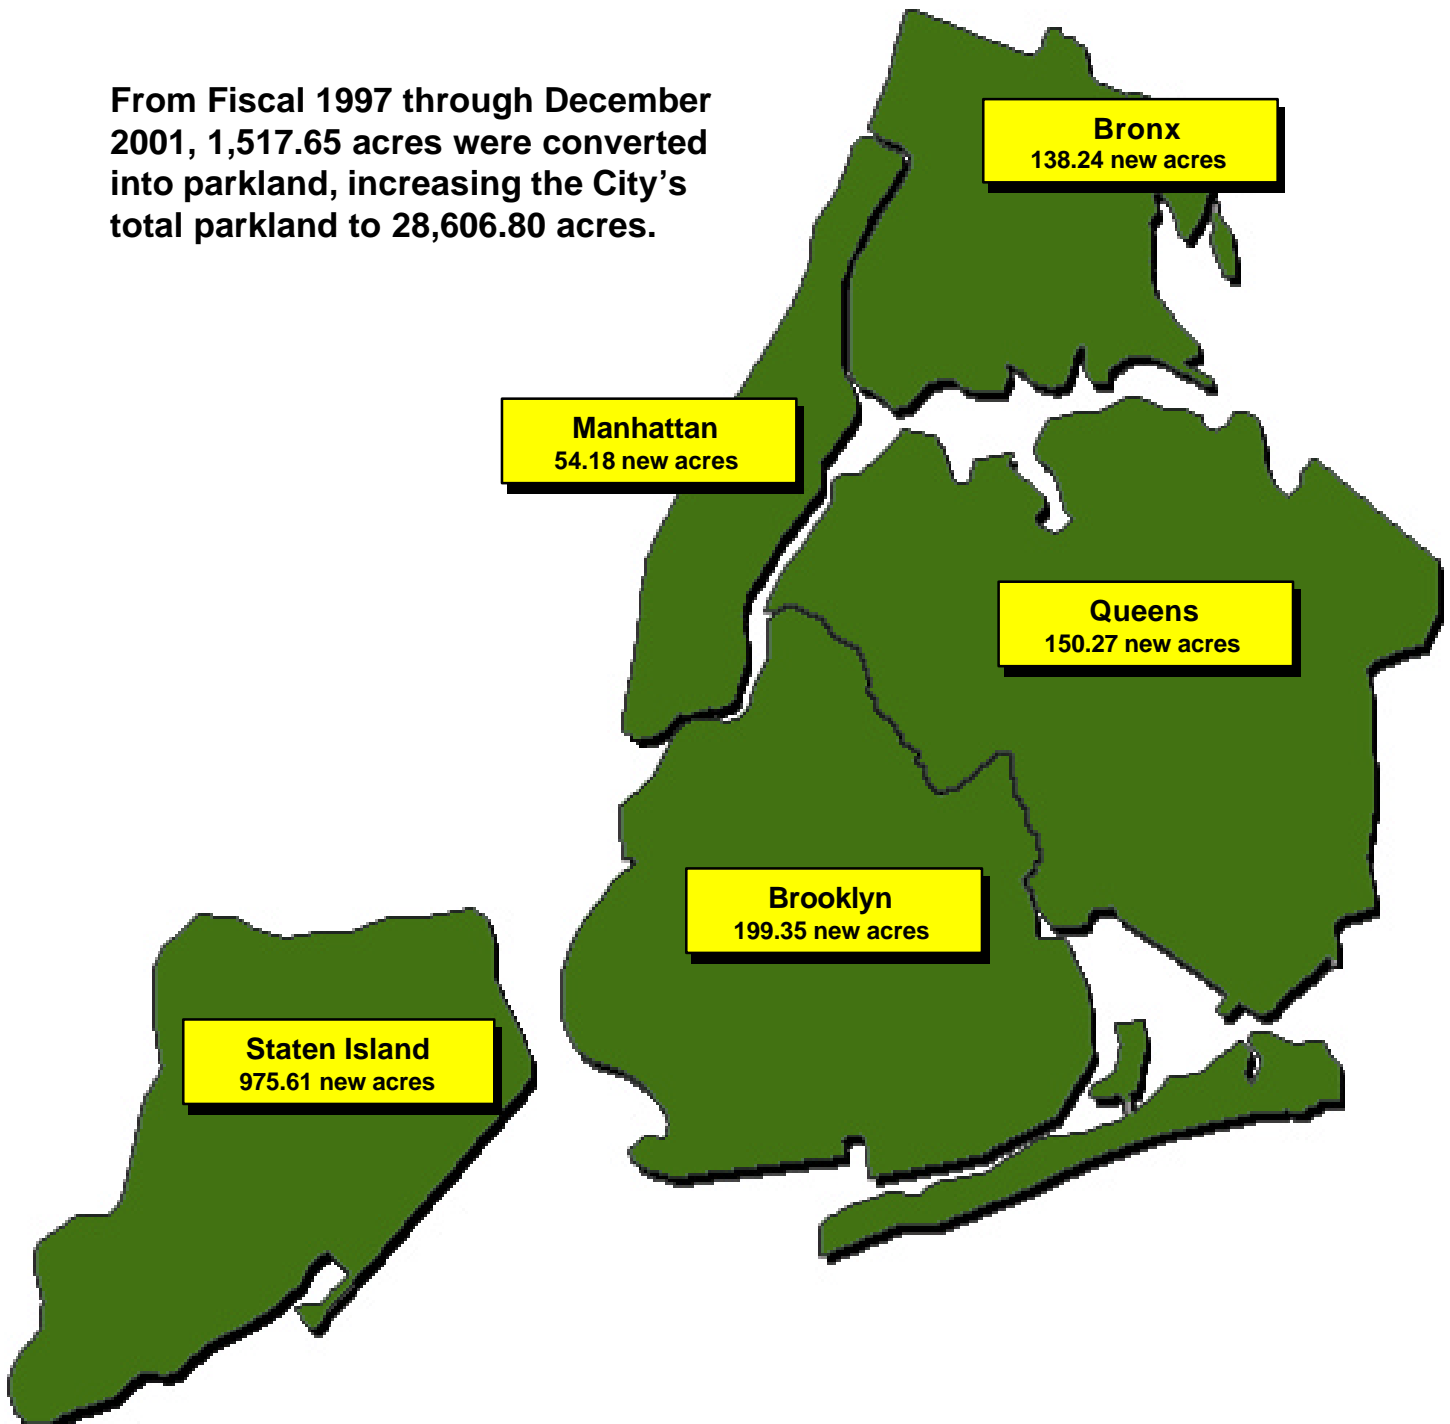 From Fiscal 1997 through December
2001, 1,517.65 acres were converted
into parkland, increasing the City’s
total parkland to 28,606.80 acres.
Bronx
138.24 new acres
Manhattan
54.18 new acres
Queens
150.27 new acres
Brooklyn
199.35 new acres
Staten Island
975.61 new acres